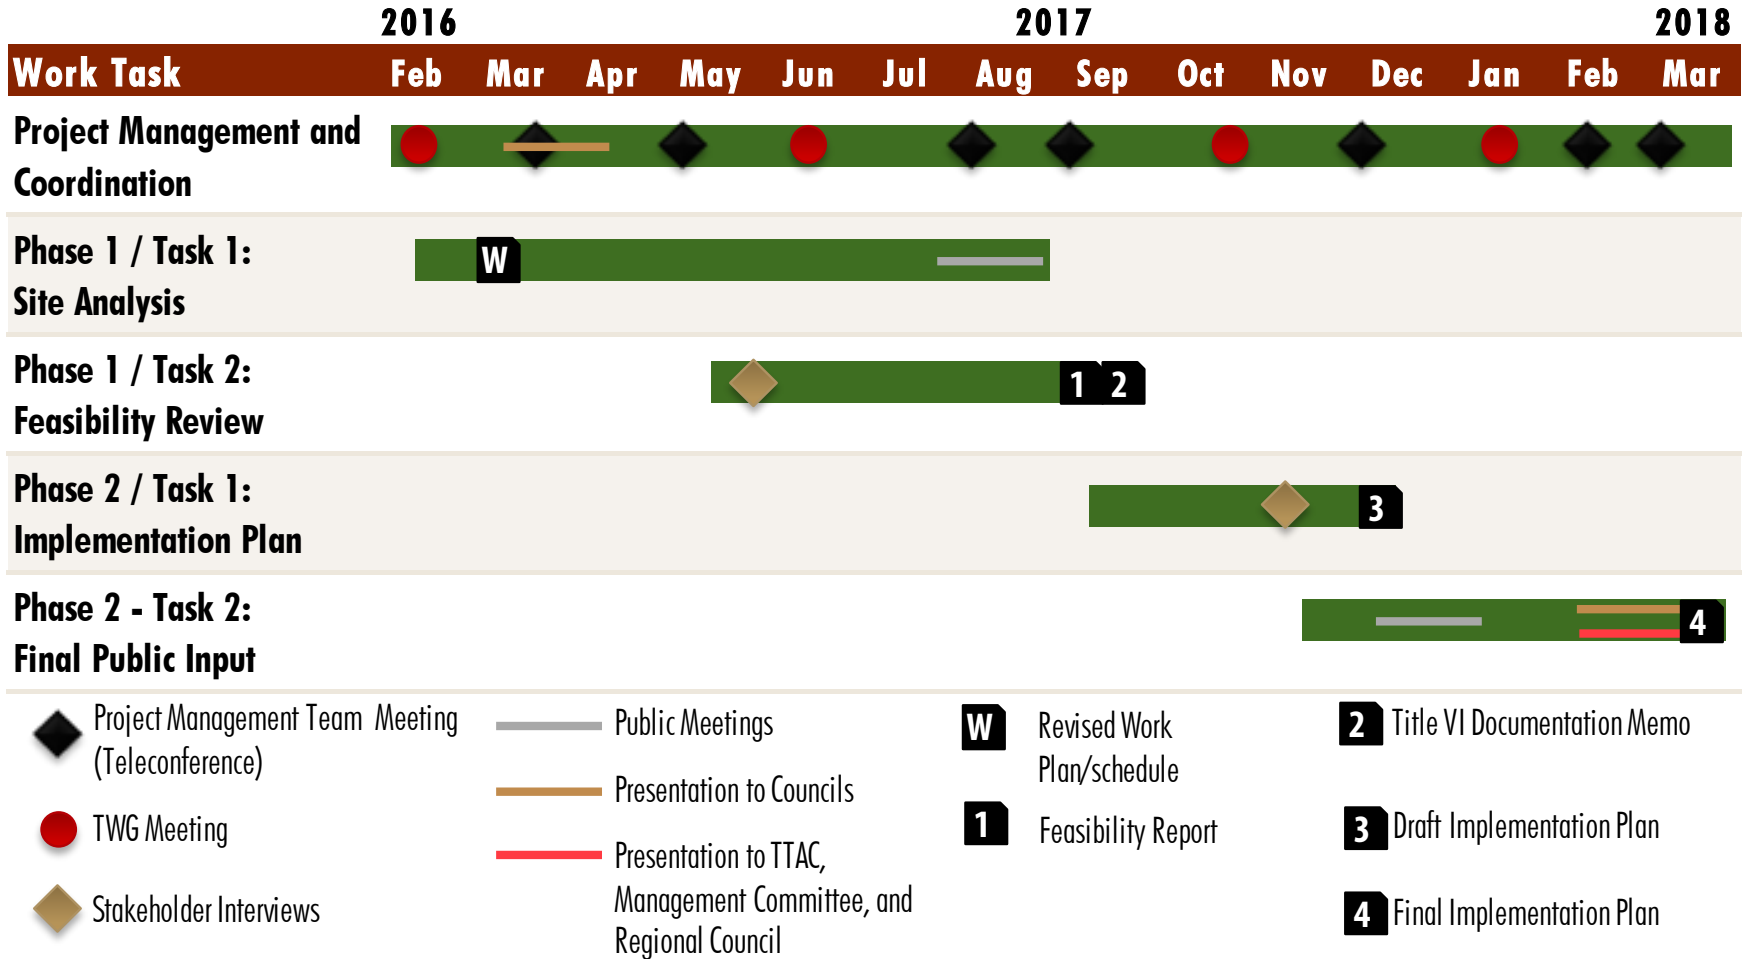 2016 2017 2018
Work Task Feb Mar Apr May Jun Jul Aug Sep Oct Nov Dec Jan Feb Mar
Project Management and
Coordination
Phase 1 / Task 1:
Site Analysis
W
Phase 1 / Task 2:
Feasibility Review
1 2
Phase 2 / Task 1:
Implementation Plan
3
Phase 2 - Task 2:
Final Public Input
4
Project Management Team Meeting
(Teleconference)
TWG Meeting
Stakeholder Interviews
Public Meetings
Presentation to Councils
Presentation to TTAC,
Management Committee, and
Regional Council
W Revised Work
Plan/schedule
1 Feasibility Report
2 Title VI Documentation Memo
3 Draft Implementation Plan
4 Final Implementation Plan